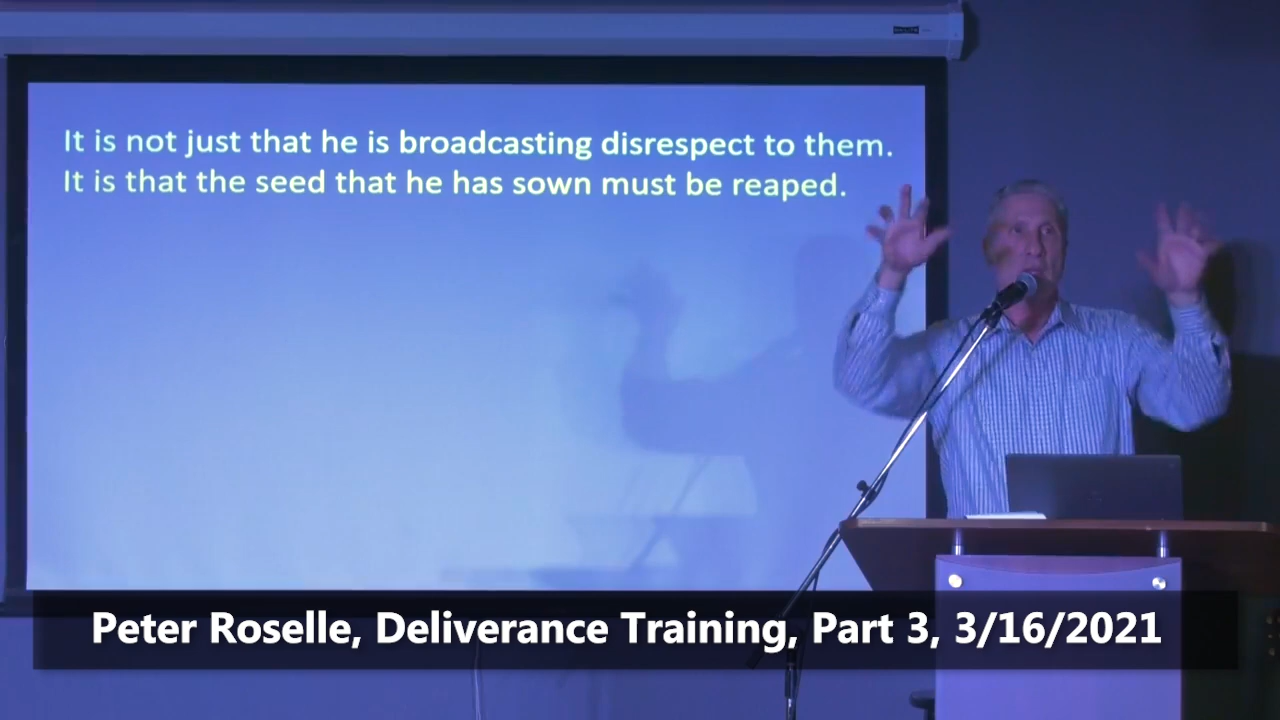 It is not just that he is broadcasting disrespect to them.
It is that the seed that he has sown must be reaped.
Peter Roselle, Deliverance Training, Part 3, 3/16/2021